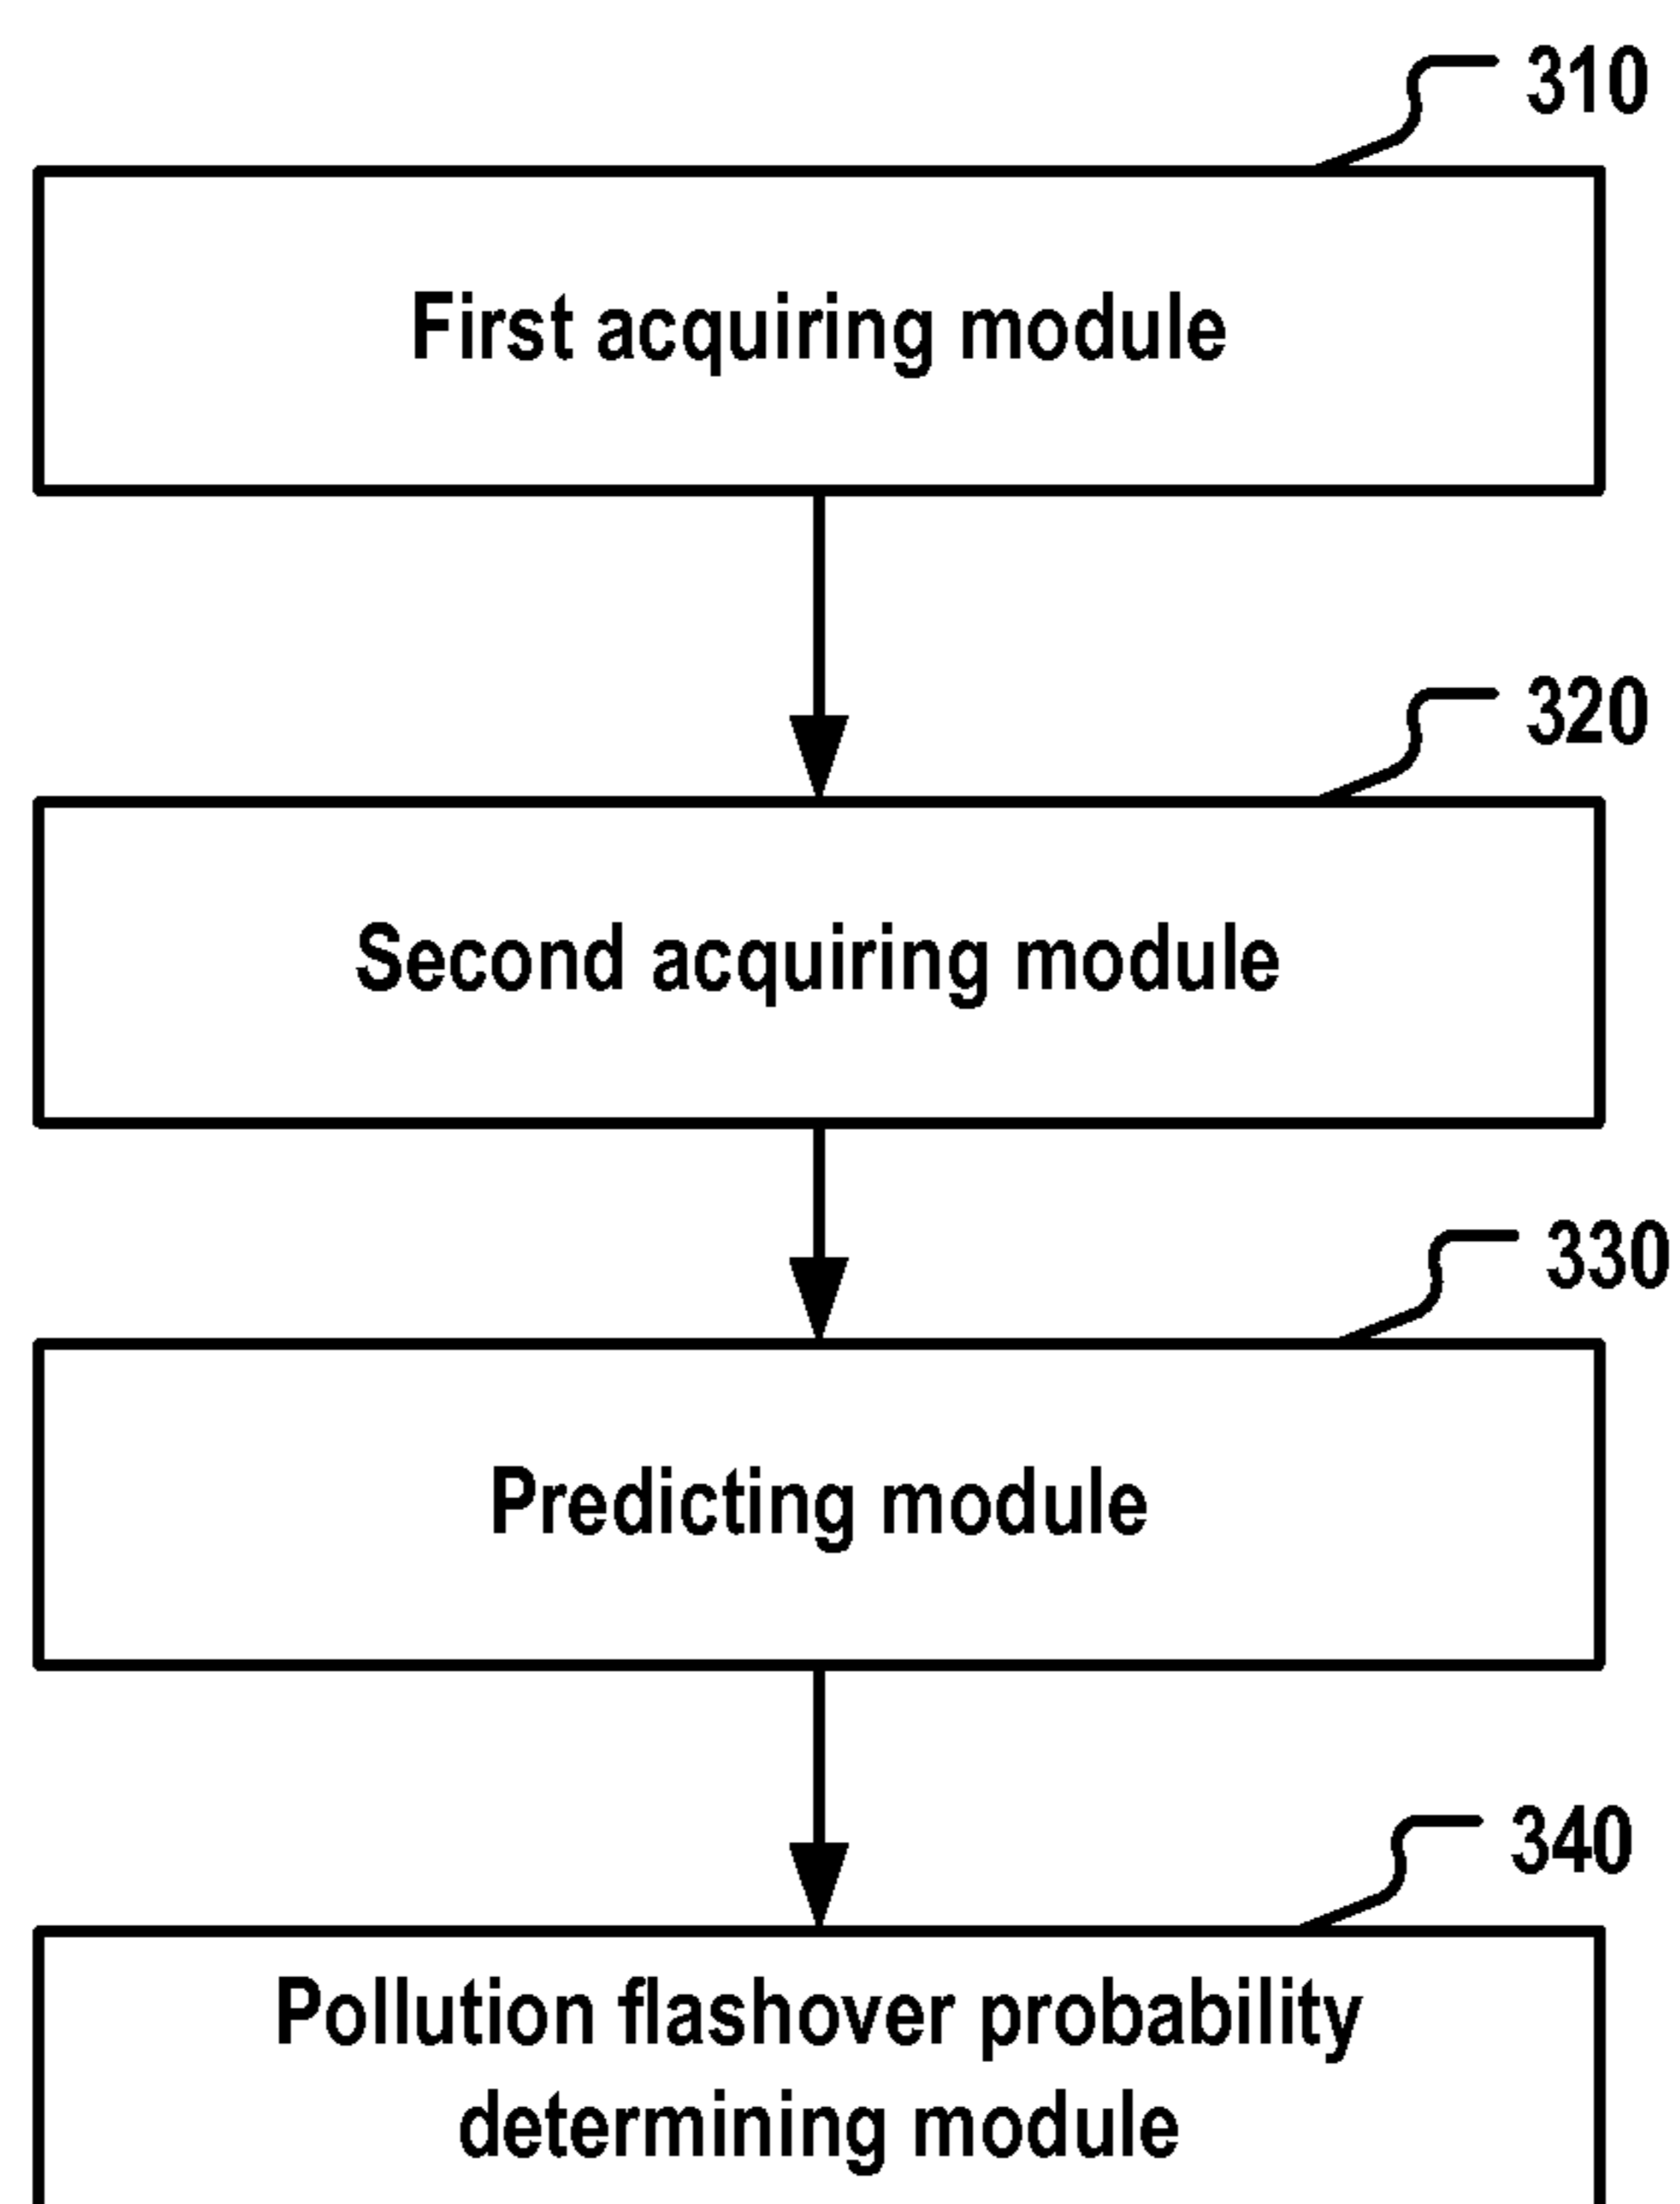 310
First acquiring module
320
Second acquiring module
330
Predicting module
340
Pollution flashover probability
determining module